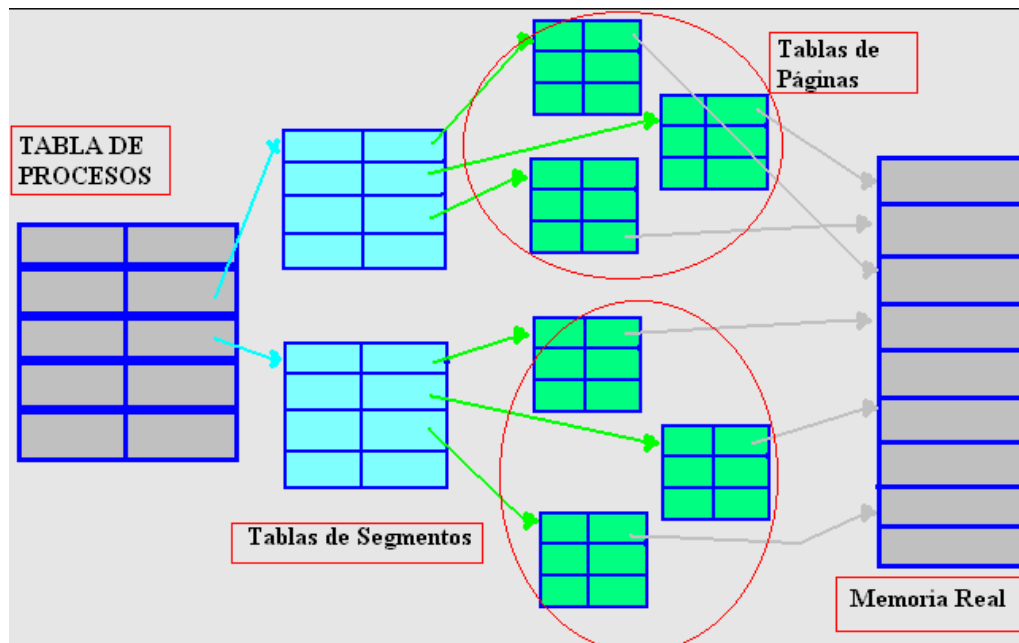 TABLA DE
PROCESOS
Tablas de
Páginas
Tablas de Segmentos
Memoria Real